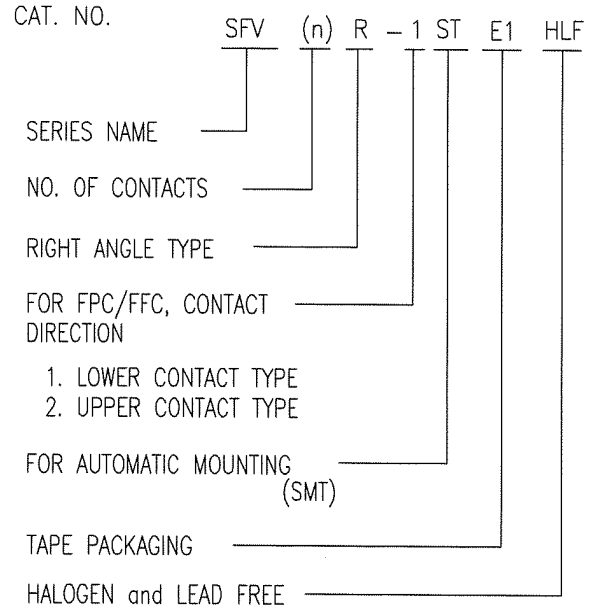 CAT. NO.
SFV (n) R - 1 ST E1 HLF
SERIES NAME
NO. OF CONTACTS
RIGHT ANGLE TYPE
FOR FPC/FFC, CONTACT
DIRECTION
1. LOWER CONTACT TYPE
2. UPPER CONTACT TYPE
FOR AUTOMATIC MOUNTING
(SMT)
TAPE PACKAGING
HALOGEN and LEAD FREE